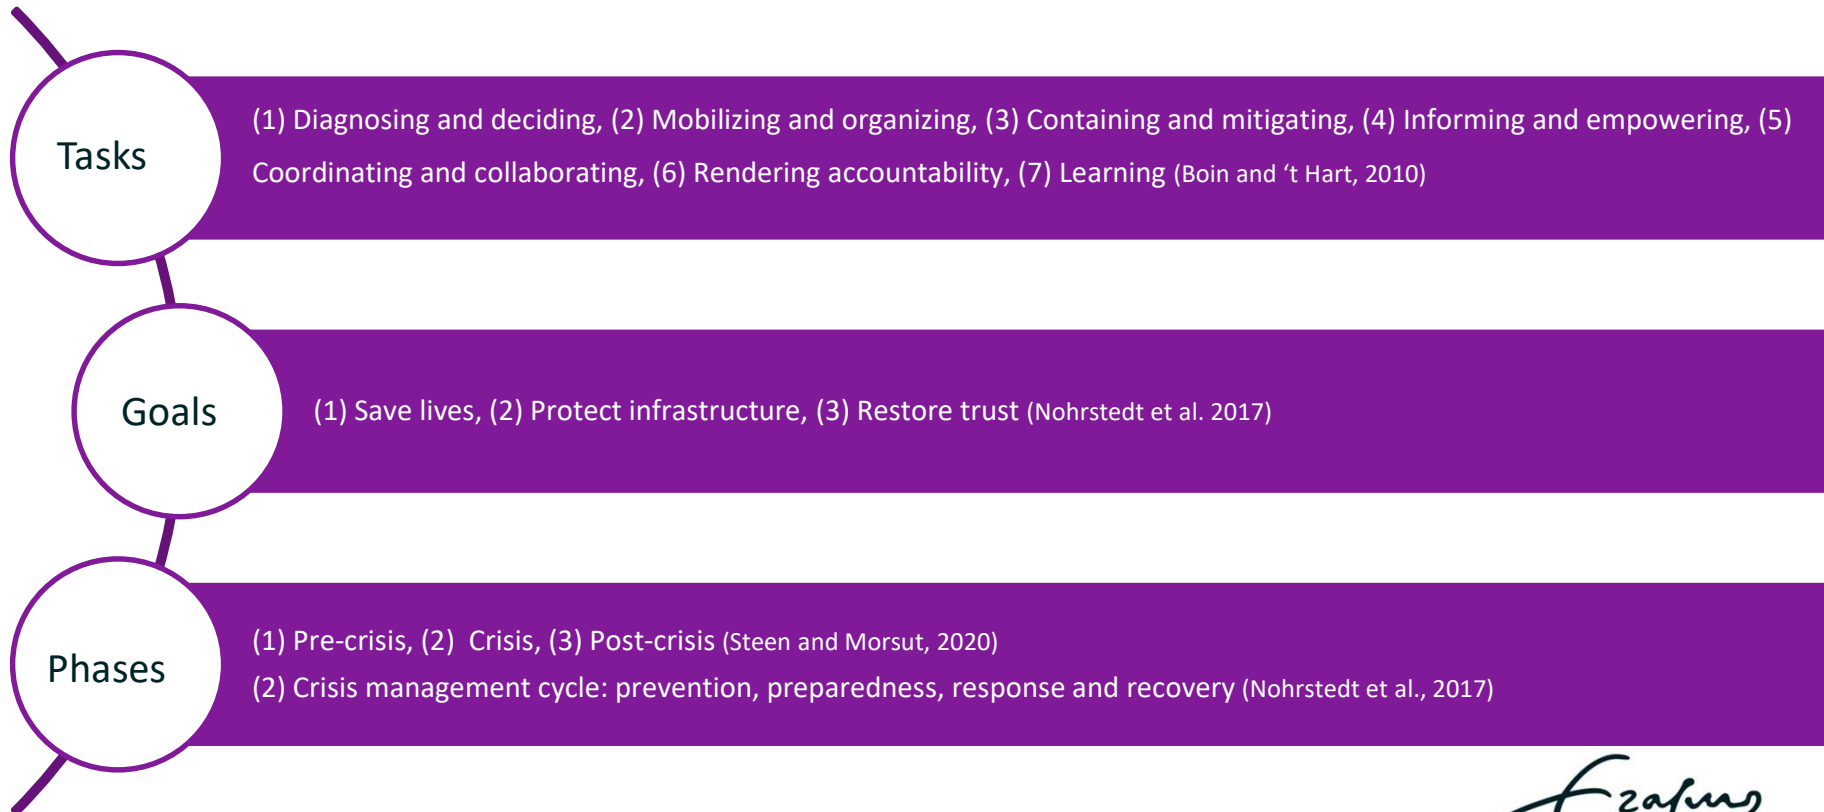 Tasks
(1) Diagnosing and deciding, (2) Mobilizing and organizing, (3) Containing and mitigating, (4) Informing and empowering, (5)
Coordinating and collaborating, (6) Rendering accountability, (7) Learning (Boin and ‘t Hart, 2010)
Goals
(1) Save lives, (2) Protect infrastructure, (3) Restore trust (Nohrstedt et al. 2017)
Phases
(1) Pre-crisis, (2)  Crisis, (3) Post-crisis (Steen and Morsut, 2020)
(2) Crisis management cycle: prevention, preparedness, response and recovery (Nohrstedt et al., 2017)
Erasmus